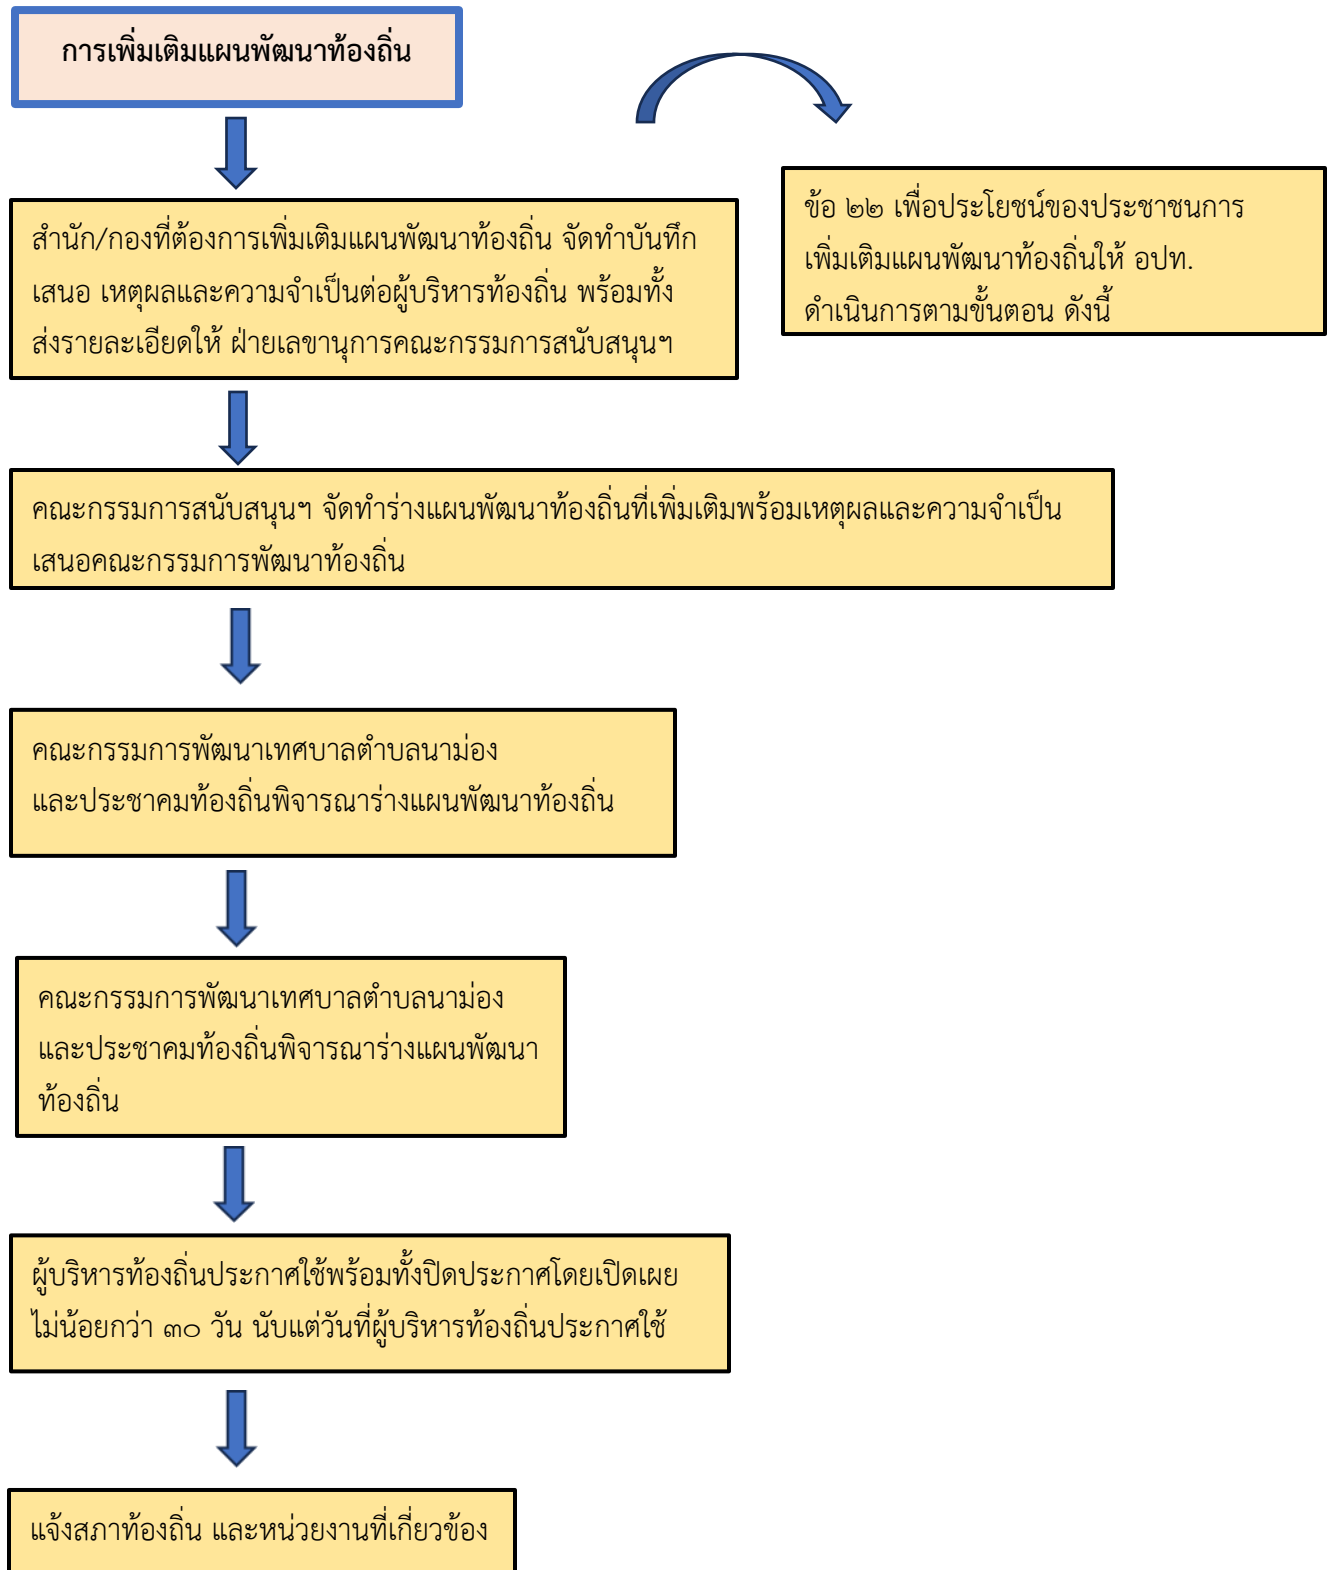 การเพิ่มเติมแผนพัฒนาท้องถิ่น
สำนัก/กองที่ต้องการเพิ่มเติมแผนพัฒนาท้องถิ่น จัดทำบันทึก
เสนอ เหตุผลและความจำเป็นต่อผู้บริหารท้องถิ่น พร้อมทั้ง
ส่งรายละเอียดให้ ฝ่ายเลขานุการคณะกรรมการสนับสนุนฯ
ข้อ ๒๒ เพื่อประโยชน์ของประชาชนการ
เพิ่มเติมแผนพัฒนาท้องถิ่นให้ อปท.
ดำเนินการตามขั้นตอน ดังนี้
คณะกรรมการสนับสนุนฯ จัดทำร่างแผนพัฒนาท้องถิ่นที่เพิ่มเติมพร้อมเหตุผลและความจำเป็น
เสนอคณะกรรมการพัฒนาท้องถิ่น
คณะกรรมการพัฒนาเทศบาลตำบลนาม่อง
และประชาคมท้องถิ่นพิจารณาร่างแผนพัฒนาท้องถิ่น
คณะกรรมการพัฒนาเทศบาลตำบลนาม่อง
และประชาคมท้องถิ่นพิจารณาร่างแผนพัฒนา
ท้องถิ่น
ผู้บริหารท้องถิ่นประกาศใช้พร้อมทั้งปิดประกาศโดยเปิดเผย
ไม่น้อยกว่า ๓๐ วัน นับแต่วันที่ผู้บริหารท้องถิ่นประกาศใช้
แจ้งสภาท้องถิ่น และหน่วยงานที่เกี่ยวข้อง